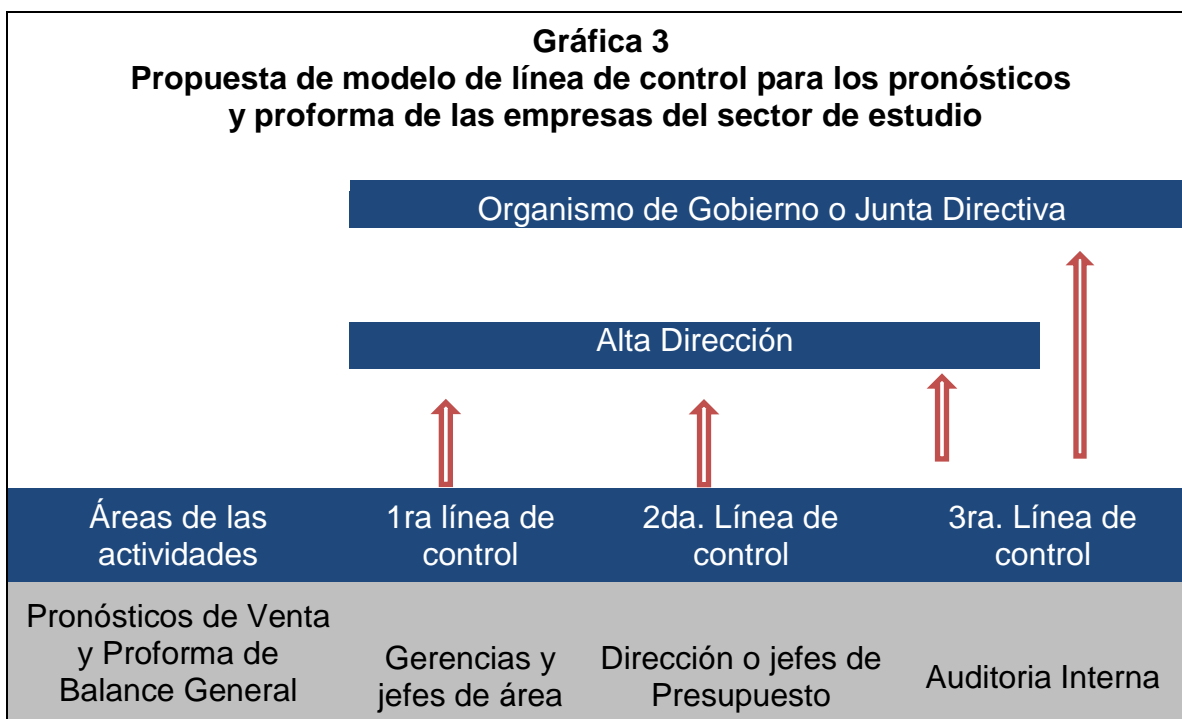 Gráfica 3
Propuesta de modelo de línea de control para los pronósticos
y proforma de las empresas del sector de estudio
Organismo de Gobierno o Junta Directiva
Alta Dirección
Áreas de las
actividades
1ra línea de
control
2da. Línea de
control
3ra. Línea de
control
Pronósticos de Venta
y Proforma de
Balance General
Gerencias y
jefes de área
Dirección o jefes de
Presupuesto
Auditoria Interna